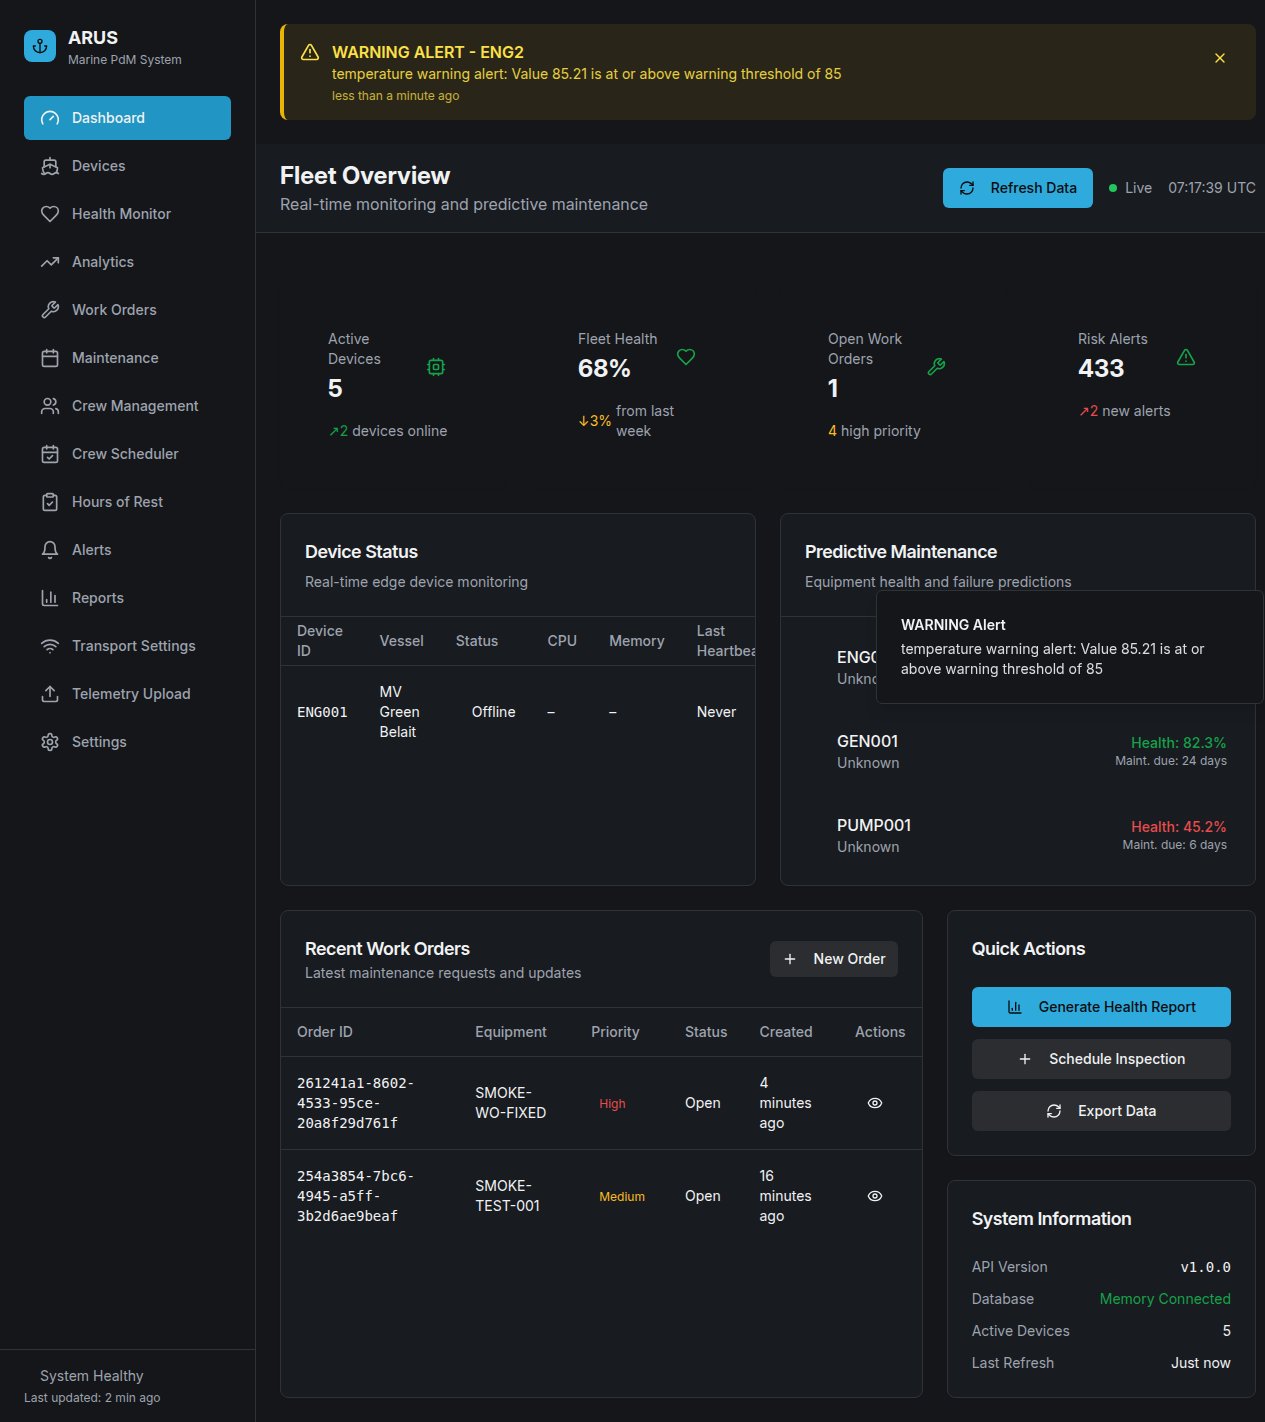 ARUS
Marine PdM System
Dashboard
Devices
Health Monitor
Analytics
Work Orders
Maintenance
Crew Management
Crew Scheduler
Hours of Rest
Alerts
Reports
Transport Settings
Telemetry Upload
Settings
System Healthy
Last updated: 2 min ago
WARNING ALERT - ENG2
temperature warning alert: Value 85.21 is at or above warning threshold of 85
less than a minute ago
Fleet Overview
Real-time monitoring and predictive maintenance
Refresh Data
Live
07:17:39 UTC
Active
Devices
5
↗2 devices online
Fleet Health
68%
↓3% from last
week
Open Work
Orders
1
4 high priority
Risk Alerts
433
↗2 new alerts
Device Status
Real-time edge device monitoring
Device
ID
Vessel
Status
CPU
Memory
Last
Heartbea
ENG001
MV
Green
Belait
Offline
–
–
Never
Predictive Maintenance
Equipment health and failure predictions
ENG0
Unkno
WARNING Alert
temperature warning alert: Value 85.21 is at or
above warning threshold of 85
GEN001
Unknown
Health: 82.3%
Maint. due: 24 days
PUMP001
Unknown
Health: 45.2%
Maint. due: 6 days
Recent Work Orders
Latest maintenance requests and updates
New Order
Order ID
Equipment
Priority
Status
Created
Actions
261241a1-8602-
4533-95ce-
20a8f29d761f
SMOKE-
WO-FIXED
High
Open
4
minutes
ago
254a3854-7bc6-
4945-a5ff-
3b2d6ae9beaf
SMOKE-
TEST-001
Medium
Open
16
minutes
ago
Quick Actions
Generate Health Report
Schedule Inspection
Export Data
System Information
API Version
v1.0.0
Database
Memory Connected
Active Devices
5
Last Refresh
Just now